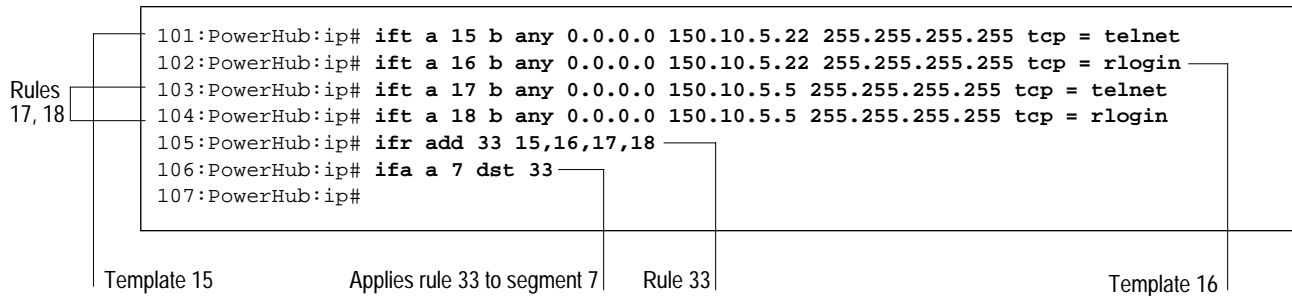 101:PowerHub:ip# ift a 15 b any 0.0.0.0 150.10.5.22 255.255.255.255 tcp = telnet
102:PowerHub:ip# ift a 16 b any 0.0.0.0 150.10.5.22 255.255.255.255 tcp = rlogin
Rules
17, 18
103:PowerHub:ip# ift a 17 b any 0.0.0.0 150.10.5.5 255.255.255.255 tcp = telnet
104:PowerHub:ip# ift a 18 b any 0.0.0.0 150.10.5.5 255.255.255.255 tcp = rlogin
105:PowerHub:ip# ifr add 33 15,16,17,18
106:PowerHub:ip# ifa a 7 dst 33
107:PowerHub:ip#
Template 15 Applies rule 33 to segment 7 Rule 33 Template 16